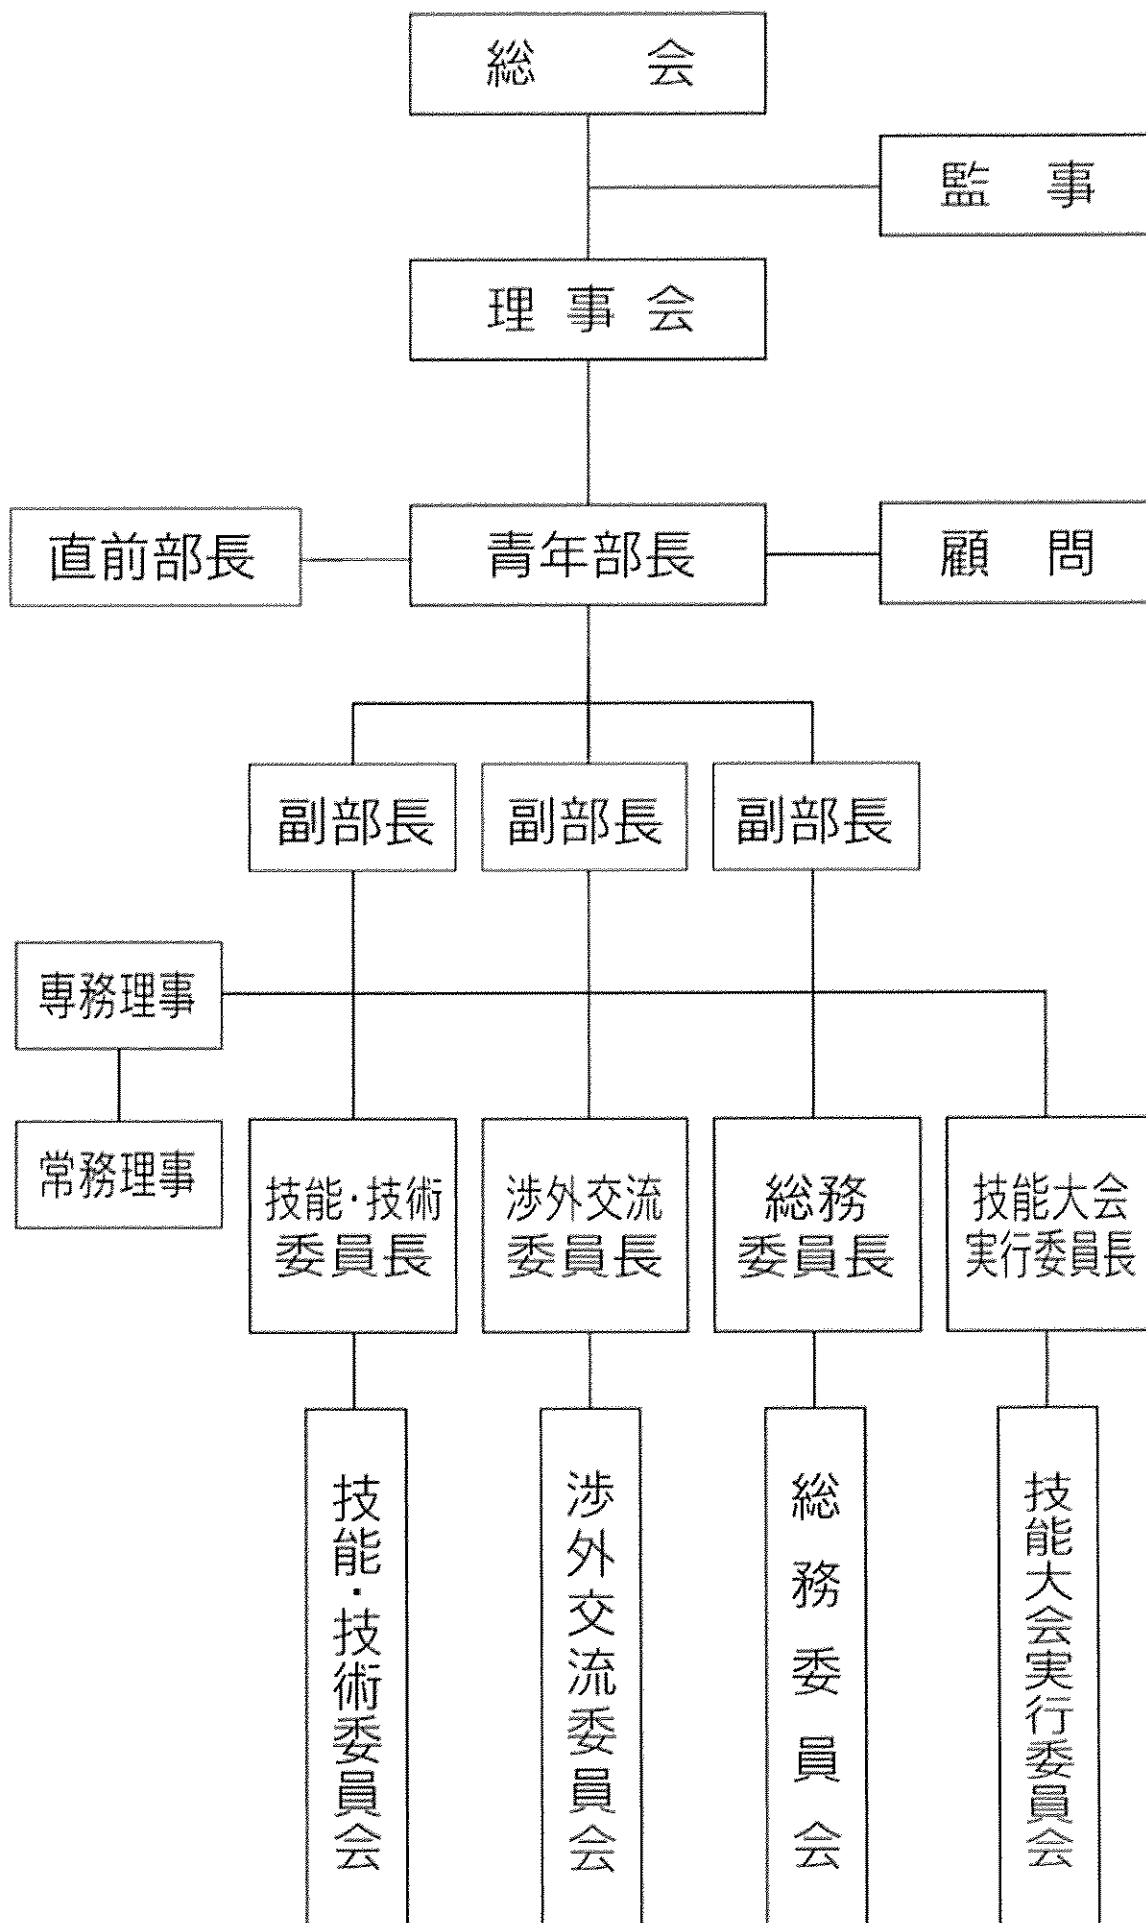 総　会
監　事
理事会
直前部長
青年部長
顧　問
副部長
副部長
副部長
専務理事
常務理事
技能・技術
委員長
渉外交流
委員長
総務
委員長
技能大会
実行委員長
技能・技術委員会
渉外交流委員会
総務委員会
技能大会実行委員会